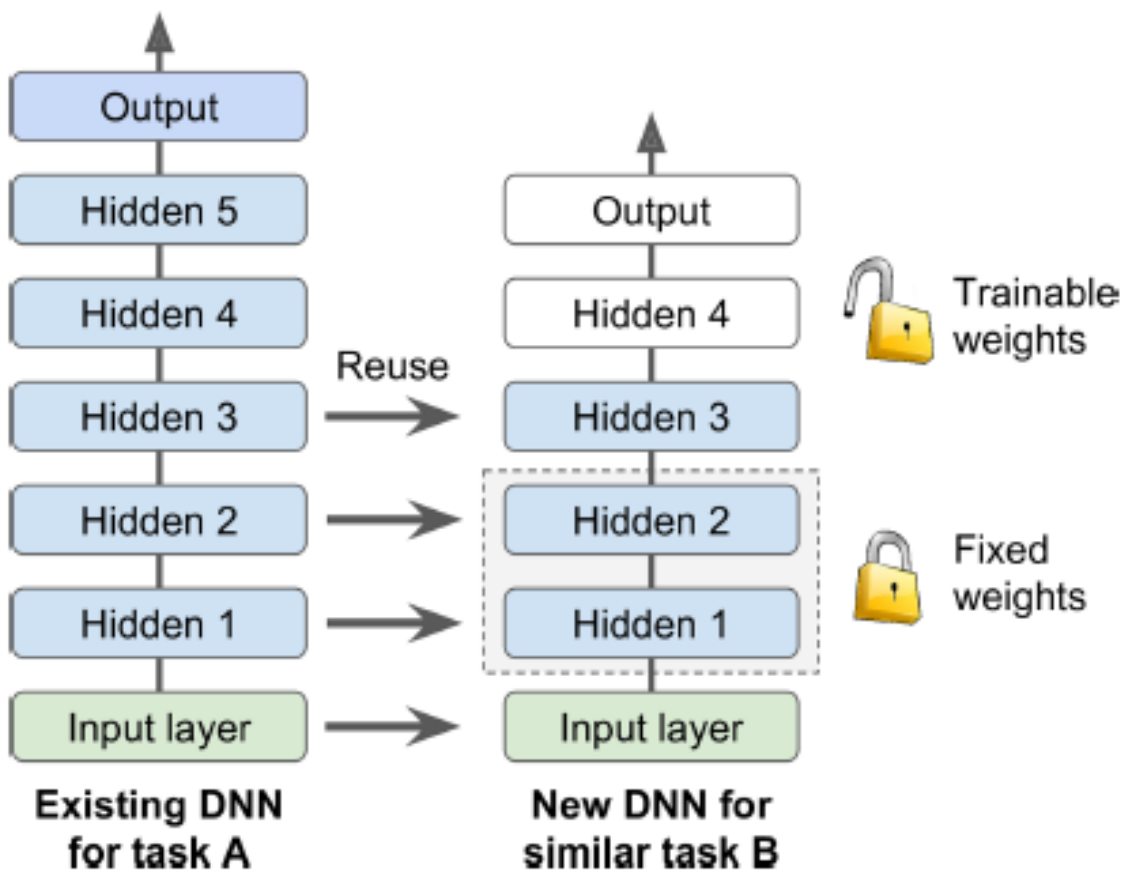 Output
Hidden 5
Hidden 4
Hidden 3
Hidden 2
Hidden 1
Input layer
Existing DNN
for task A
Reuse
Output
Hidden 4
Hidden 3
Hidden 2
Hidden 1
Input layer
New DNN for
similar task B
Trainable
weights
Fixed
weights